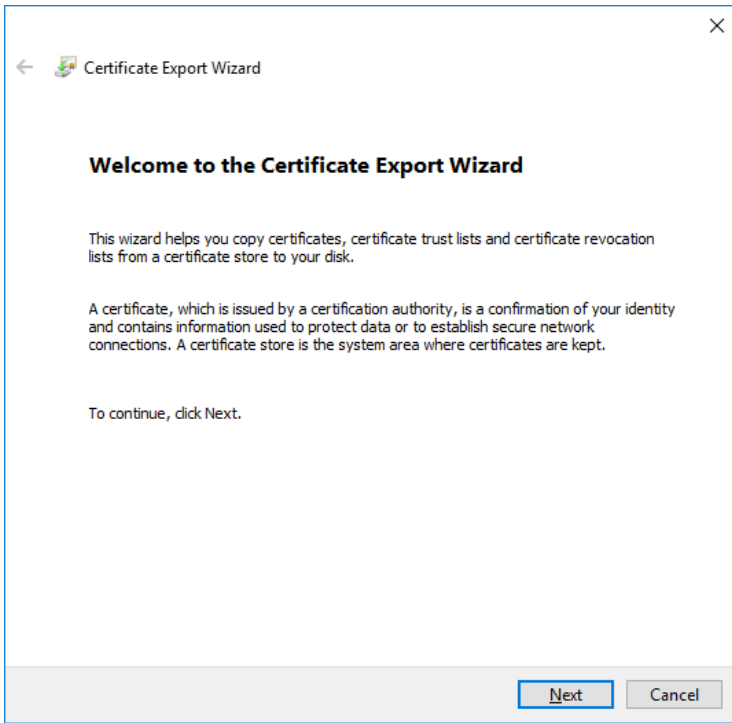 Certificate Export Wizard
Welcome to the Certificate Export Wizard
This wizard helps you copy certificates, certificate trust lists and certificate revocation
lists from a certificate store to your disk.
A certificate, which is issued by a certification authority, is a confirmation of your identity
and contains information used to protect data or to establish secure network
connections. A certificate store is the system area where certificates are kept.
To continue, click Next.
Next Cancel